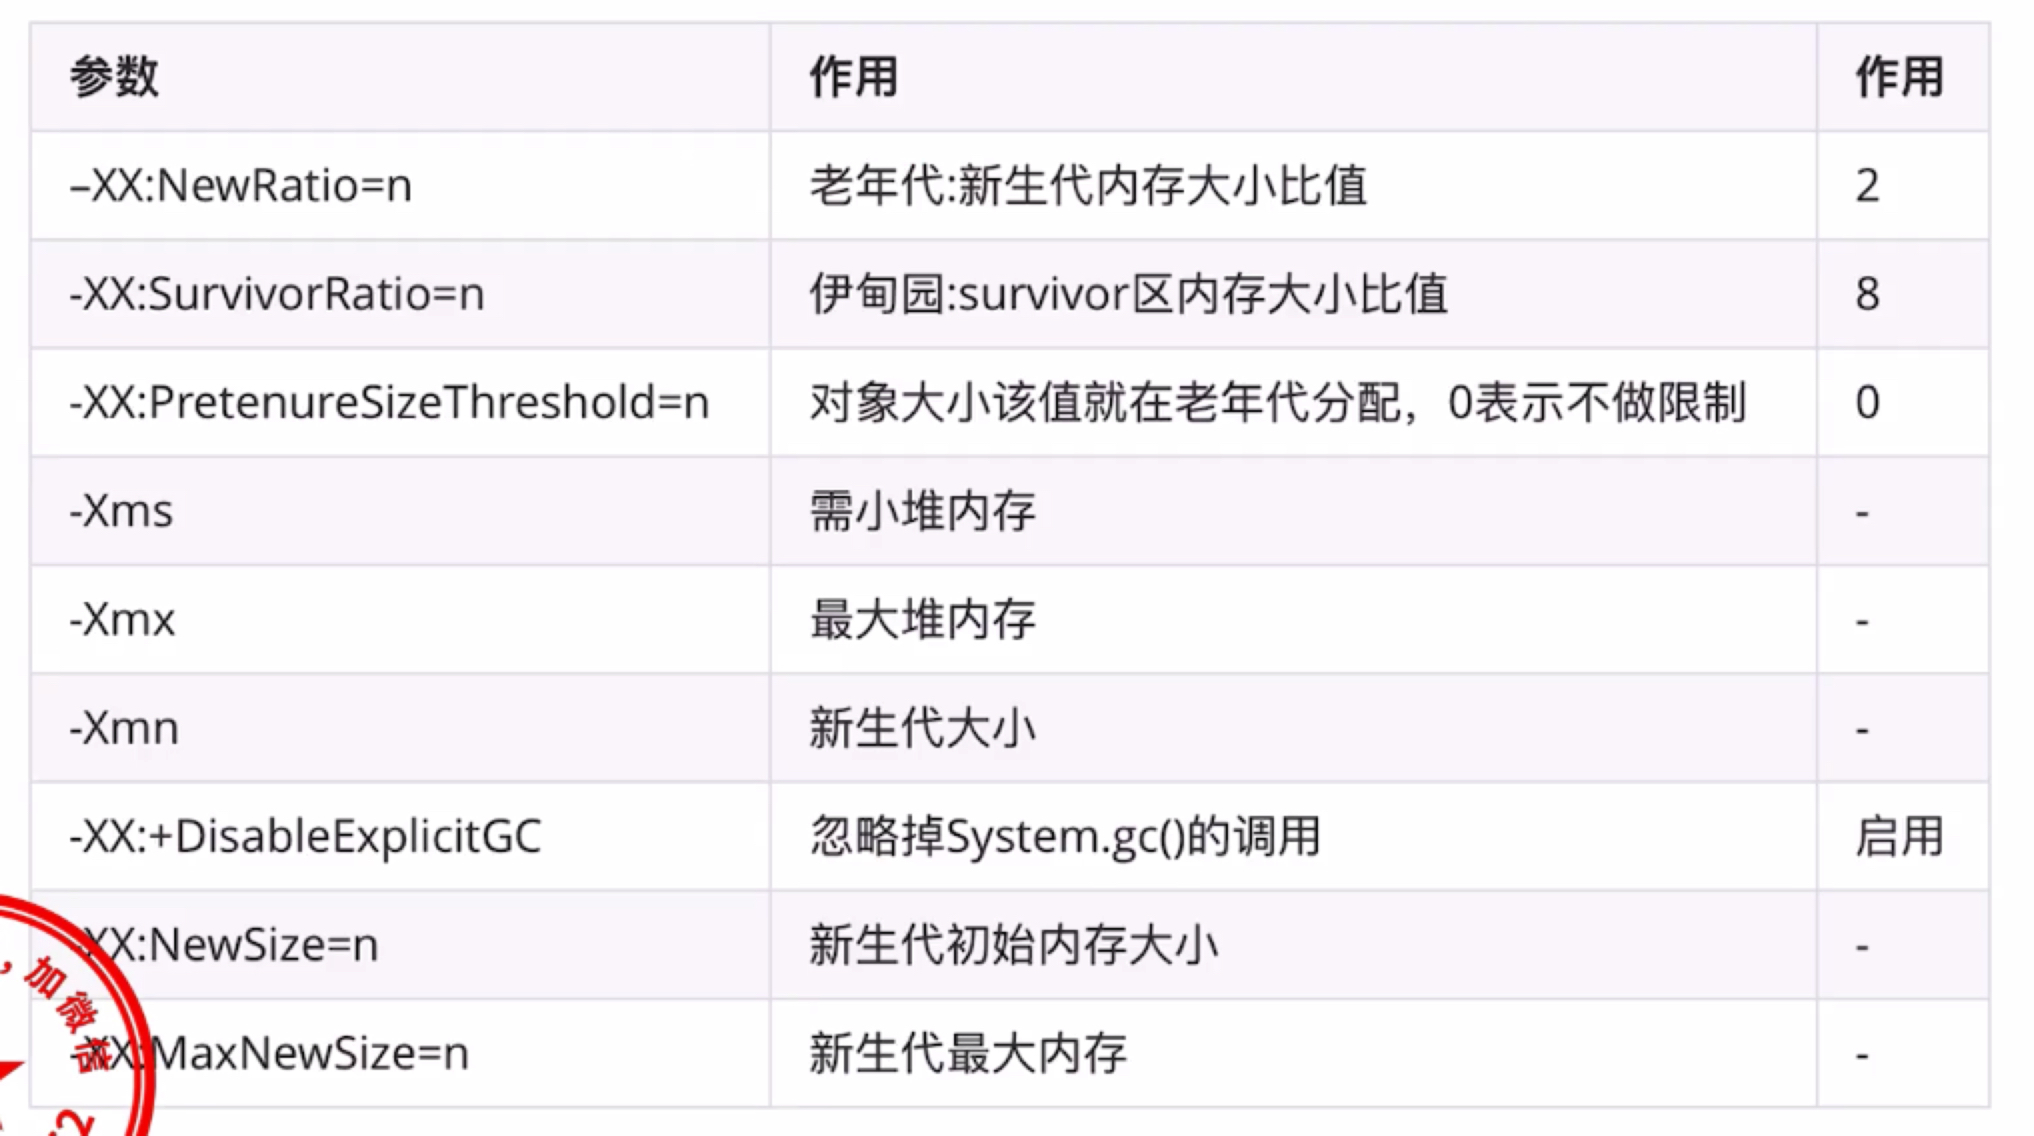 参数 作用 作用
–XX:NewRatio=n 老年代:新生代内存大小比值 2
-XX:SurvivorRatio=n 伊甸园:survivor区内存大小比值 8
-XX:PretenureSizeThreshold=n 对象大小该值就在老年代分配，0表示不做限制 0
-Xms 需小堆内存 -
-Xmx 最大堆内存 -
-Xmn 新生代大小 -
-XX:+DisableExplicitGC 忽略掉System.gc()的调用 启用
-XX:NewSize=n 新生代初始内存大小 -
-XX:MaxNewSize=n 新生代最大内存 -
，加微信
2